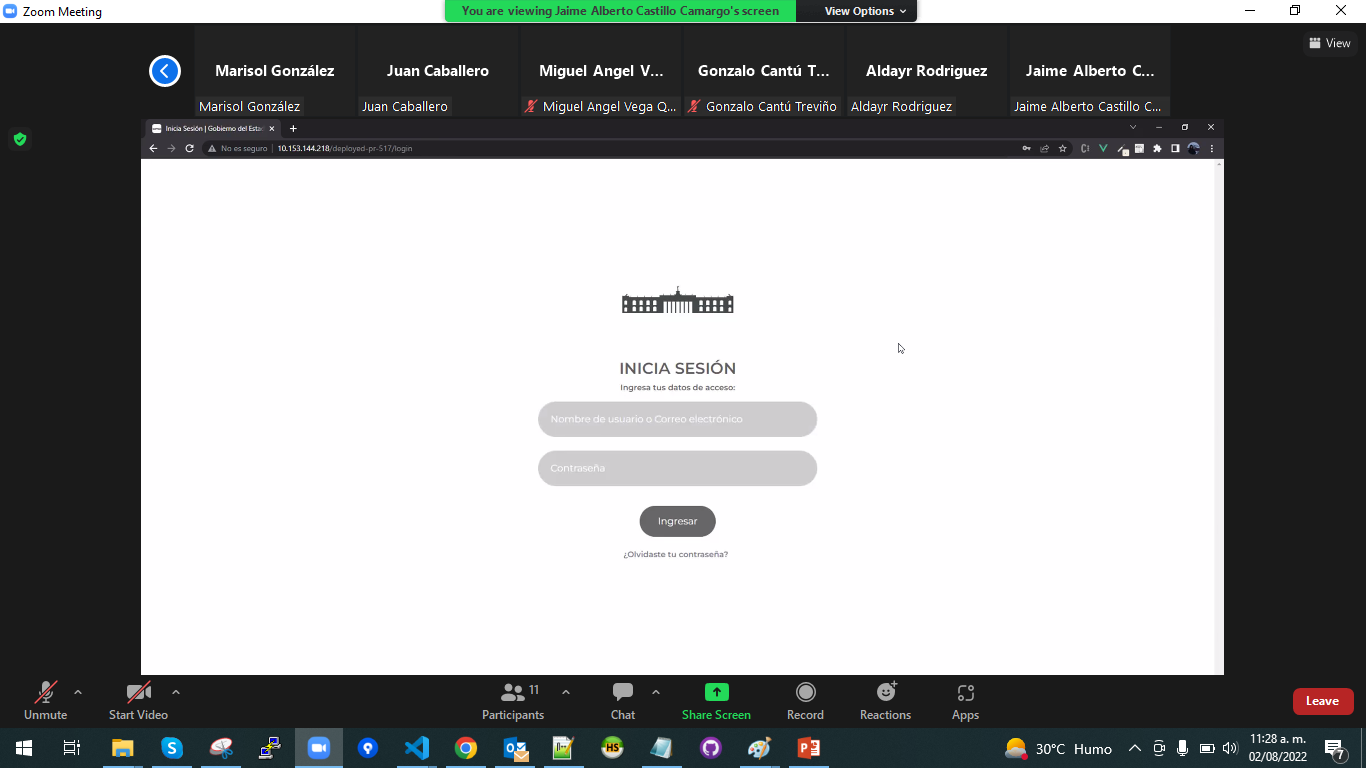 Zoom Meeting
You are viewing Jaime Alberto Castillo Camargo's screen
View Options
View
Marisol González
Juan Caballero
Miguel Angel V...
Gonzalo Cantú T...
Aldayr Rodriguez
Jaime Alberto C...
Marisol González
Juan Caballero
Miguel Angel Vega Q...
Gonzalo Cantú Treviño
Aldayr Rodriguez
Jaime Alberto Castillo C...
Inicia Sesión | Gobierno del Esta
No es seguro
10.153.144.218/deployed-pr-517/login
INICIA SESIÓN
Ingresa tus datos de acceso:
Nombre de usuario o Correo electrónico
Contraseña
Ingresar
¿Olvidaste tu contraseña?
Unmute
Start Video
Participants
11
Chat
Share Screen
Record
Reactions
Apps
Leave
HS
30°C Humo
11:28 a. m.
02/08/2022
7